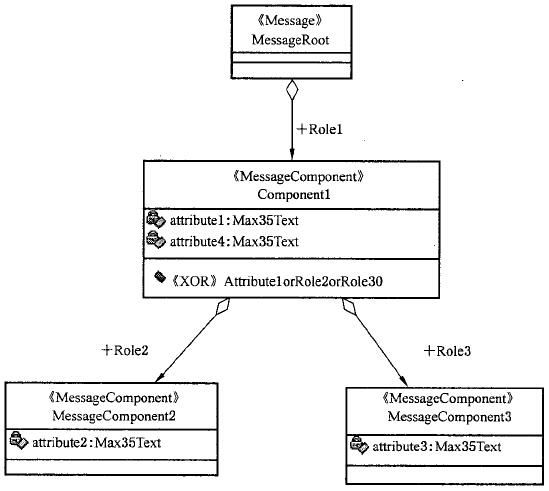 《Message》
MessageRoot
+Role1
《MessageComponent》
Component1
attribute1:Max35Text
attribute4:Max35Text
《XOR》Attribute1orRole2orRole30
+Role2
+Role3
《MessageComponent》
MessageComponent2
attribute2:Max35Text
《MessageComponent》
MessageComponent3
attribute3:Max35Text